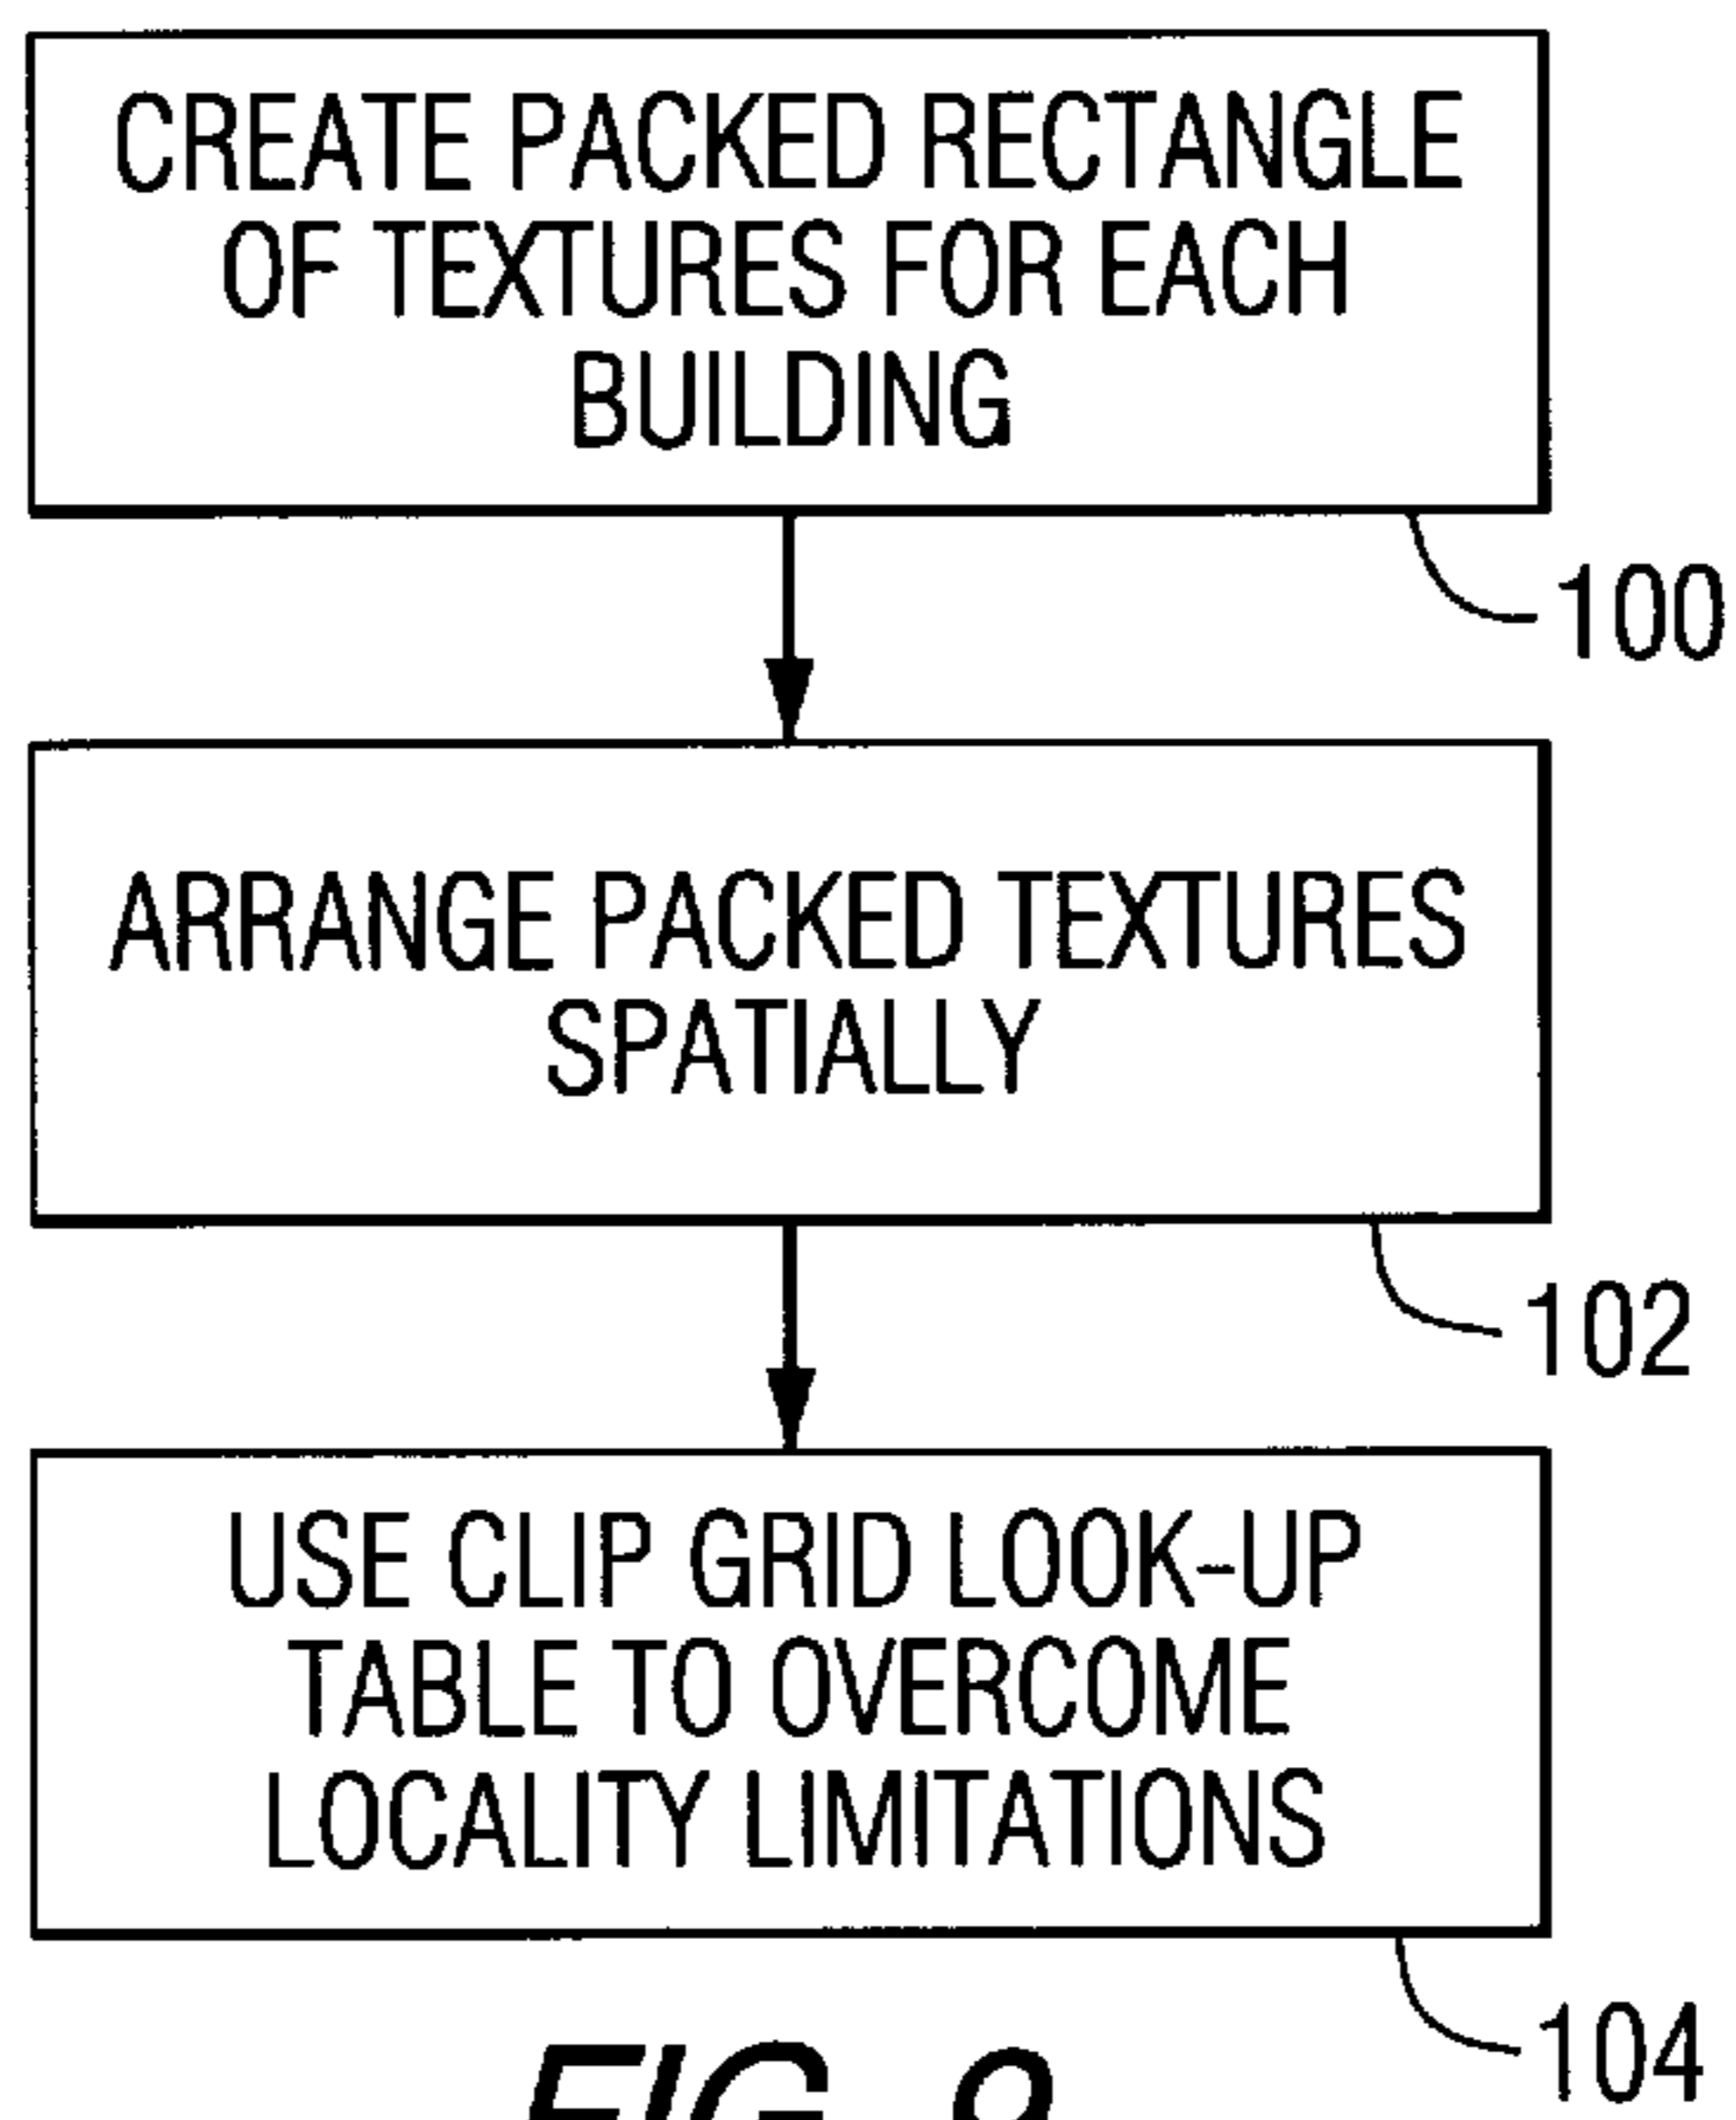 CREATE PACKED RECTANGLE
OF TEXTURES FOR EACH
BUILDING
100
ARRANGE PACKED TEXTURES
SPATIALLY
102
USE CLIP GRID LOOK-UP
TABLE TO OVERCOME
LOCALITY LIMITATIONS
104
FIG